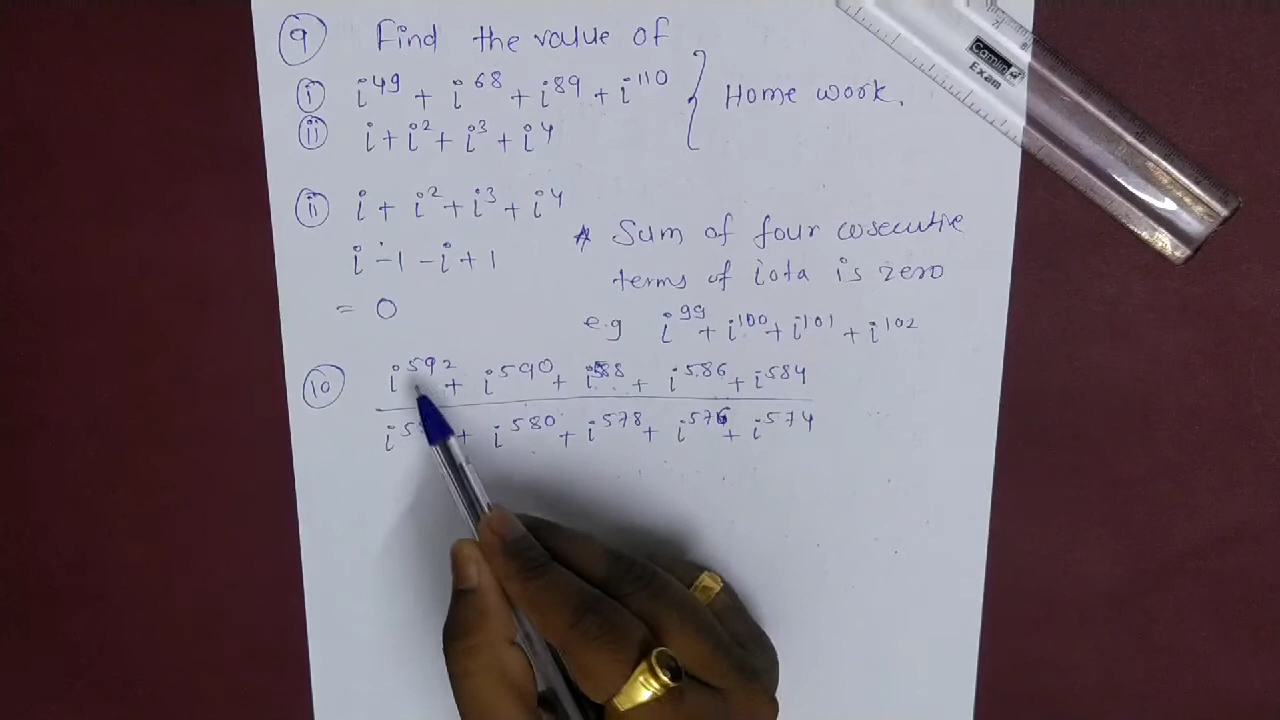 9 Find the value of
i i^49 + i^68 + i^89 + i^110 } Home work.
ii i + i^2 + i^3 + i^4
ii i + i^2 + i^3 + i^4
i - 1 - i + 1
= 0
* Sum of four cosecutive
terms of iota is zero
e.g i^99 + i^100 + i^101 + i^102
10 i^592 + i^590 + i^588 + i^586 + i^584
+ i^580 + i^578 + i^576 + i^574
Camlin
Exam